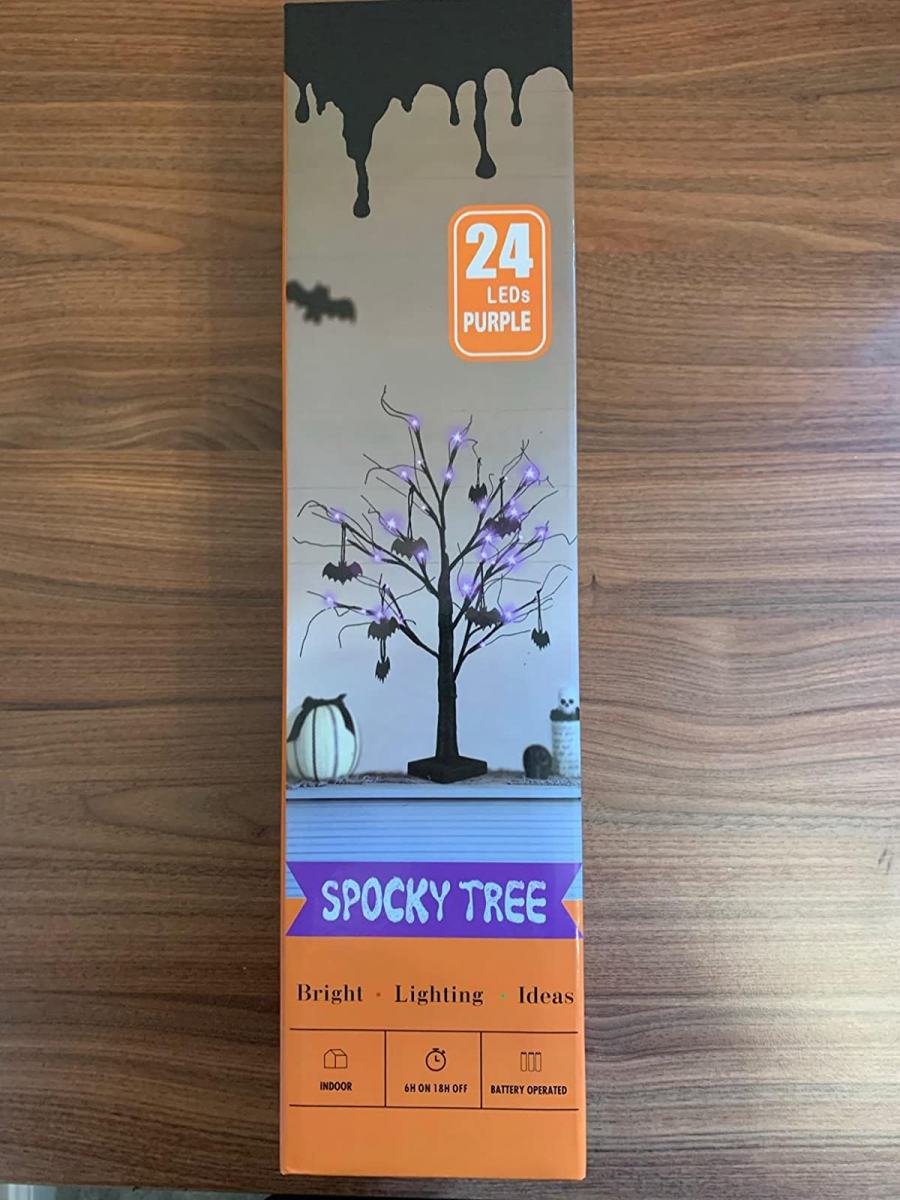 24
LEDs
PURPLE
SPOCKY TREE
Bright • Lighting • Ideas
INDOOR
6H ON 18H OFF
BATTERY OPERATED